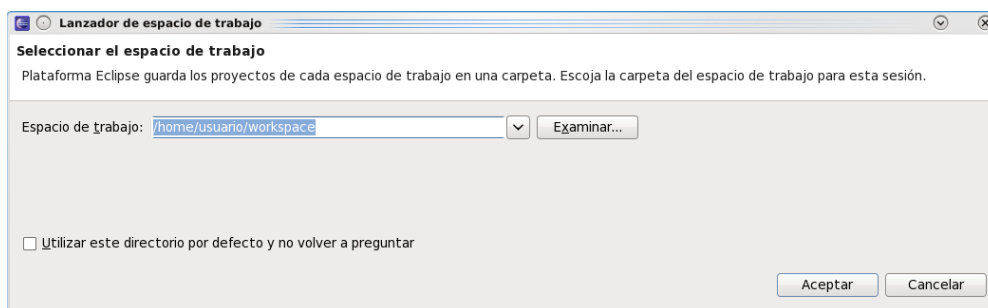 Lanzador de espacio de trabajo
Seleccionar el espacio de trabajo
Plataforma Eclipse guarda los proyectos de cada espacio de trabajo en una carpeta. Escoja la carpeta del espacio de trabajo para esta sesión.
Espacio de trabajo: /home/usuario/workspace Examinar...
Utilizar este directorio por defecto y no volver a preguntar
Aceptar Cancelar